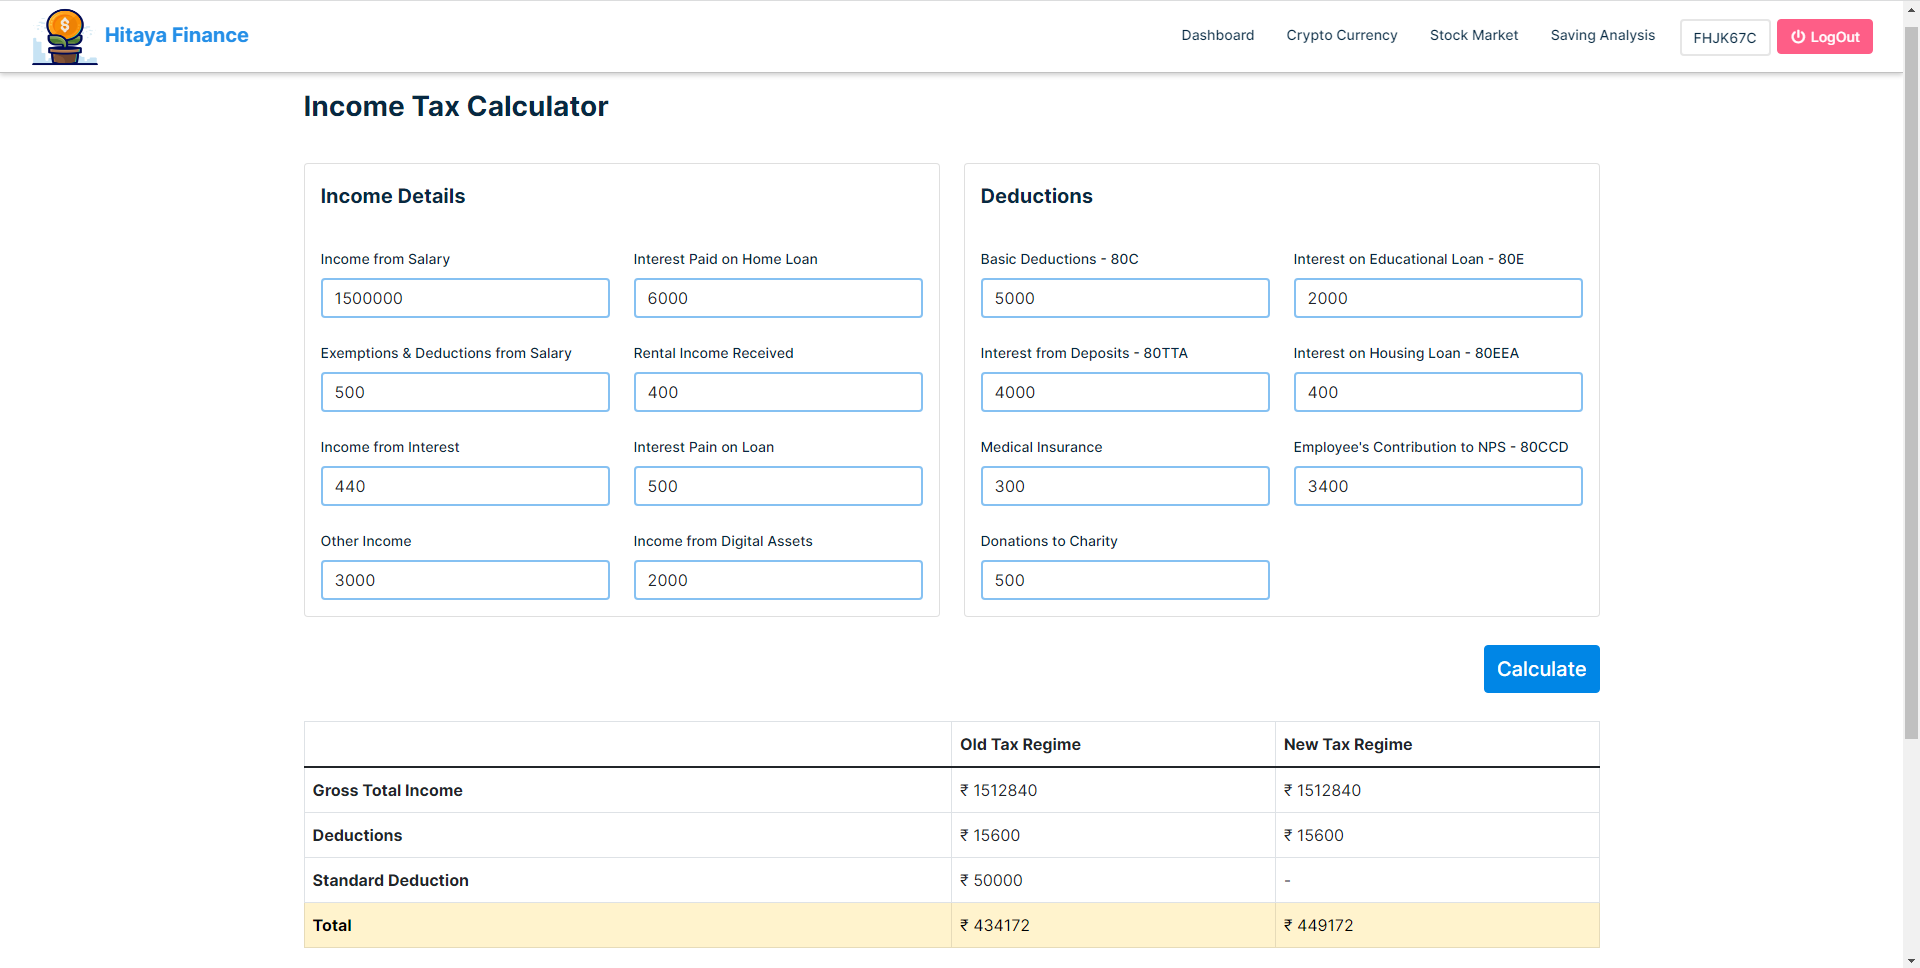 Hitaya Finance
Dashboard Crypto Currency Stock Market Saving Analysis FHJK67C LogOut
Income Tax Calculator
Income Details
Income from Salary Interest Paid on Home Loan
1500000 6000
Exemptions & Deductions from Salary Rental Income Received
500 400
Income from Interest Interest Pain on Loan
440 500
Other Income Income from Digital Assets
3000 2000
Deductions
Basic Deductions - 80C Interest on Educational Loan - 80E
5000 2000
Interest from Deposits - 80TTA Interest on Housing Loan - 80EEA
4000 400
Medical Insurance Employee's Contribution to NPS - 80CCD
300 3400
Donations to Charity
500
Calculate
Old Tax Regime New Tax Regime
Gross Total Income ₹ 1512840 ₹ 1512840
Deductions ₹ 15600 ₹ 15600
Standard Deduction ₹ 50000 -
Total ₹ 434172 ₹ 449172